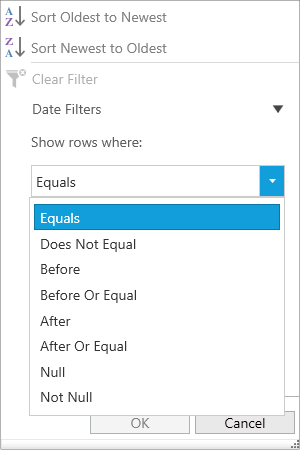 Sort Oldest to Newest
Sort Newest to Oldest
Clear Filter
Date Filters
Show rows where:
Equals
Equals
Does Not Equal
Before
Before Or Equal
After
After Or Equal
Null
Not Null
OK Cancel